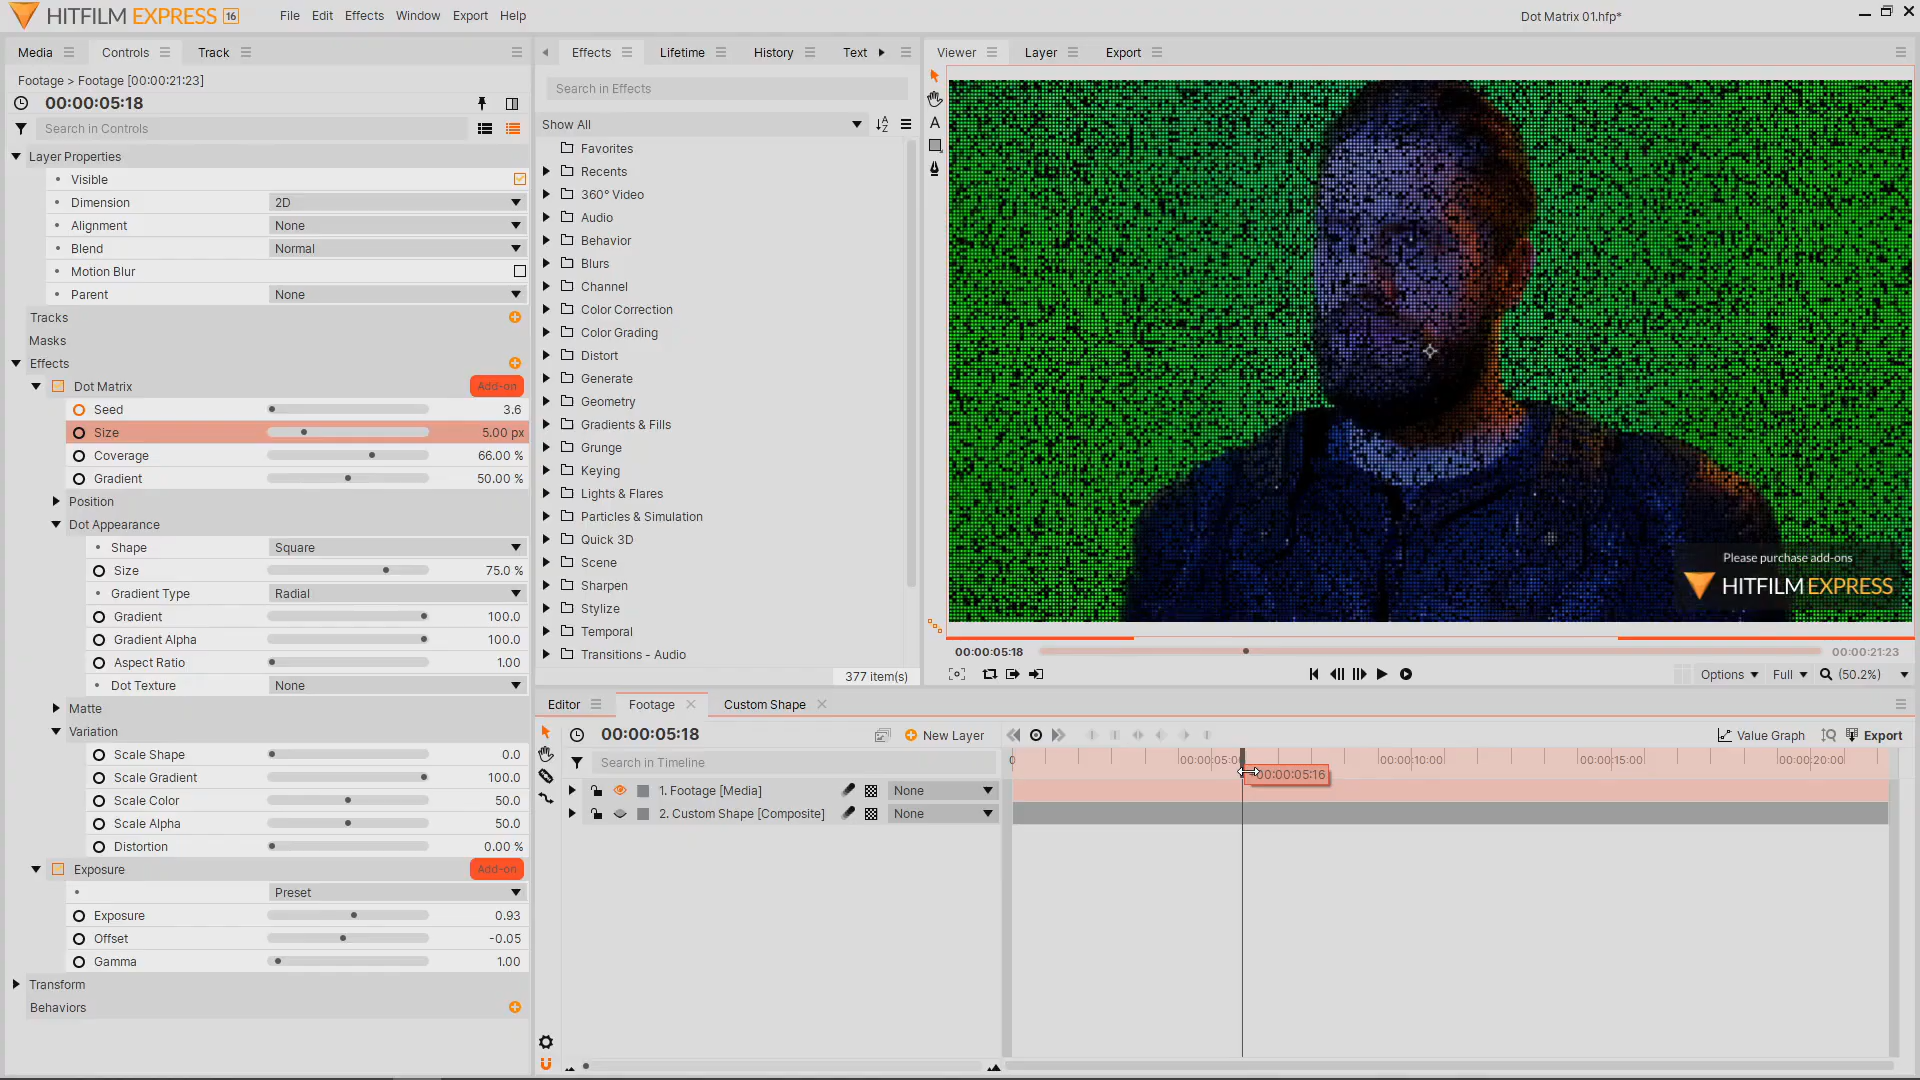 HITFILM EXPRESS 16
File Edit Effects Window Export Help
Dot Matrix 01.hfp*
Media Controls Track
Footage > Footage [00:00:21:23]
00:00:05:18
Search in Controls
Layer Properties
Visible
Dimension 2D
Alignment None
Blend Normal
Motion Blur
Parent None
Tracks
Masks
Effects
Dot Matrix Add-on
Seed 3.6
Size 5.00 px
Coverage 66.00 %
Gradient 50.00 %
Position
Dot Appearance
Shape Square
Size 75.0 %
Gradient Type Radial
Gradient 100.0
Gradient Alpha 100.0
Aspect Ratio 1.00
Dot Texture None
Matte
Variation
Scale Shape 0.0
Scale Gradient 100.0
Scale Color 50.0
Scale Alpha 50.0
Distortion 0.00 %
Exposure Add-on
Preset
Exposure 0.93
Offset -0.05
Gamma 1.00
Transform
Behaviors
Effects Lifetime History Text
Search in Effects
Show All
Favorites
Recents
360° Video
Audio
Behavior
Blurs
Channel
Color Correction
Color Grading
Distort
Generate
Geometry
Gradients & Fills
Grunge
Keying
Lights & Flares
Particles & Simulation
Quick 3D
Scene
Sharpen
Stylize
Temporal
Transitions - Audio
377 item(s)
Viewer Layer Export
A
Please purchase add-ons
HITFILM EXPRESS
00:00:05:18
00:00:21:23
Options Full (50.2%)
Editor Footage Custom Shape
00:00:05:18 New Layer
Value Graph Export
Search in Timeline
0 00:00:05:0 00:00:10:00 00:00:15:00 00:00:20:00
00:00:05:16
1. Footage [Media] None
2. Custom Shape [Composite] None